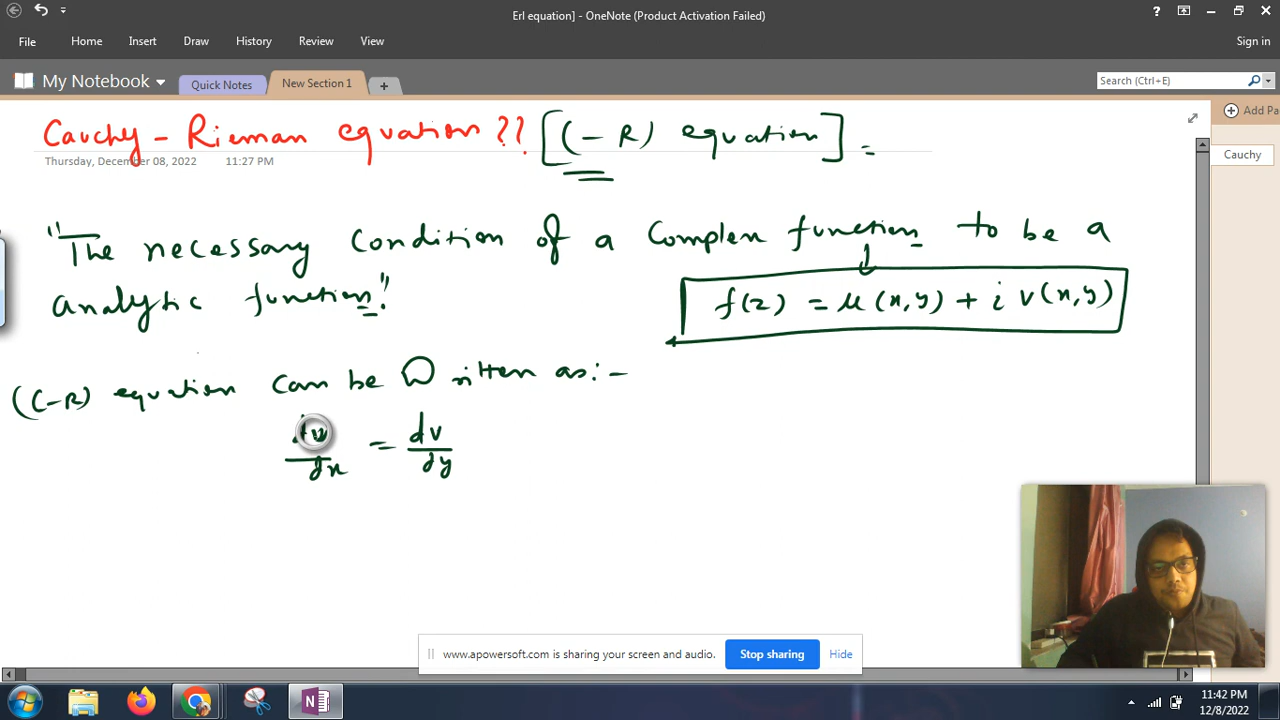 Erl equation] - OneNote (Product Activation Failed)
File Home Insert Draw History Review View
Sign in
My Notebook Quick Notes New Section 1
Search (Ctrl+E)
Cauchy - Rieman equation?? [(-R) equation] =
Add Pa
Thursday, December 08, 2022 11:27 PM
Cauchy
"The necessary condition of a complex function to be a
analytic function."
f(z) = u(x,y) + i v(x,y)
(C-R) equation can be written as:-
= dv
dx dy
www.apowersoft.com is sharing your screen and audio. Stop sharing Hide
11:42 PM
12/8/2022